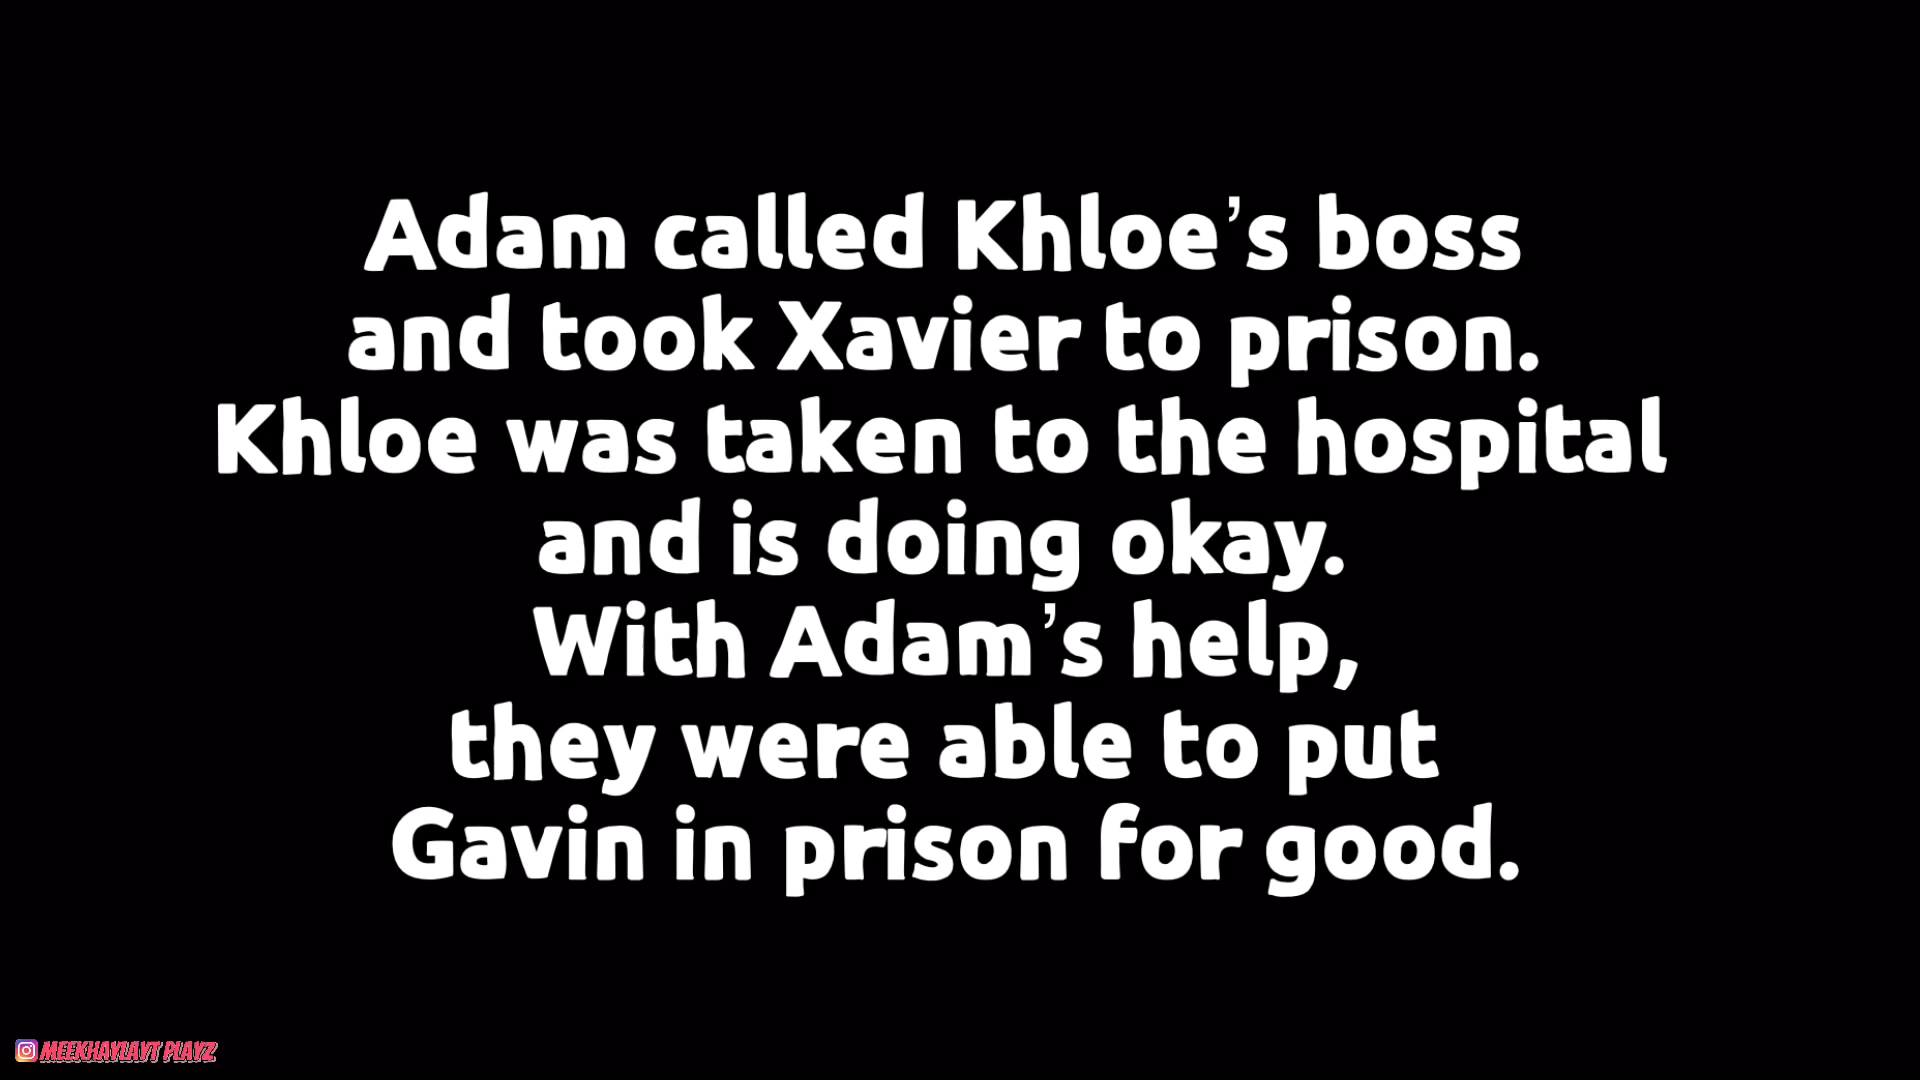 Adam called Khloe’s boss
and took Xavier to prison.
Khloe was taken to the hospital
and is doing okay.
With Adam’s help,
they were able to put
Gavin in prison for good.
MEEKHAYLAYT PLAYZ